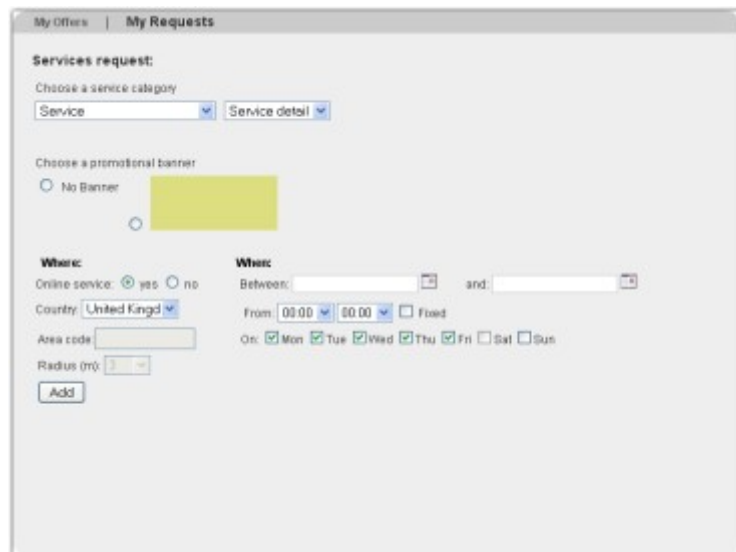 My Offers | My Requests
Services request:
Choose a service category
Service Service detail
Choose a promotional banner
No Banner
Where: When:
Online service: yes no Between: and:
Country: United Kingd From: 00:00 00:00 Fixed
Area code: On: Mon Tue Wed Thu Fri Sat Sun
Radius (m): 3
Add